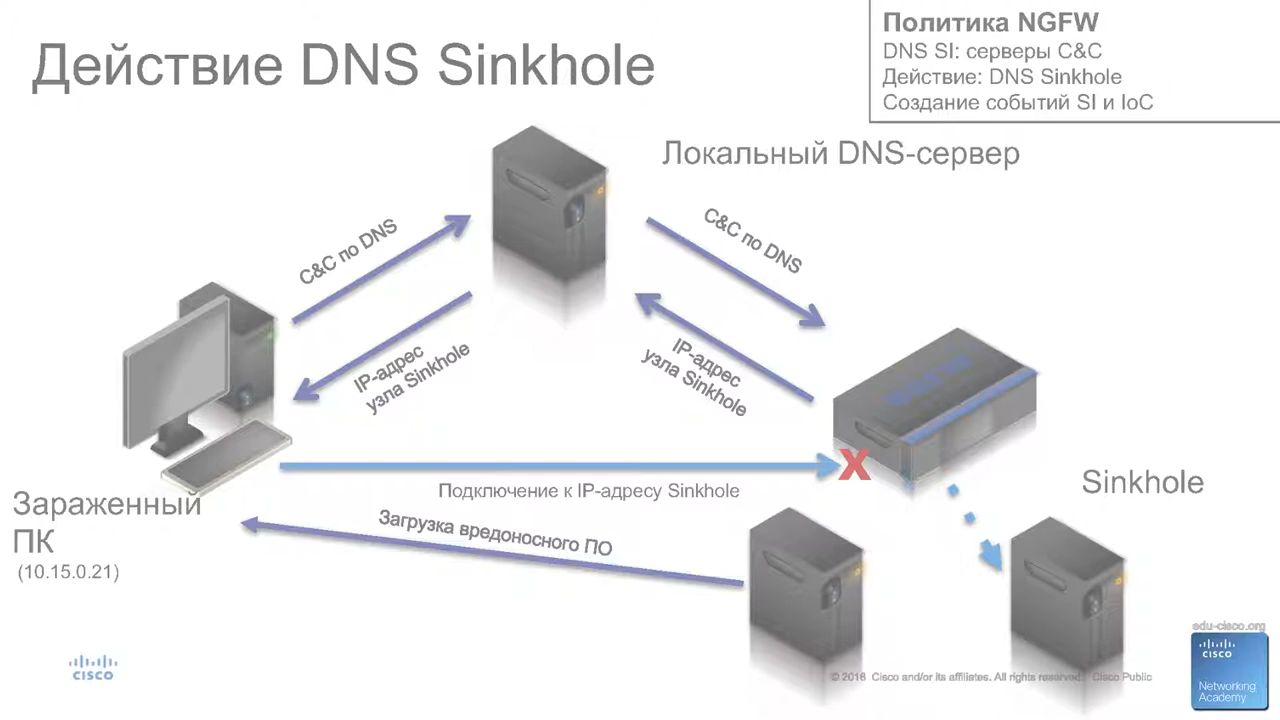 Действие DNS Sinkhole
Политика NGFW
DNS SI: серверы C&C
Действие: DNS Sinkhole
Создание событий SI и IoC
Локальный DNS-сервер
C&C по DNS
C&C по DNS
IP-адрес
узла Sinkhole
IP-адрес
узла Sinkhole
X
Подключение к IP-адресу Sinkhole
Sinkhole
Зараженный
ПК
(10.15.0.21)
Загрузка вредоносного ПО
edu-cisco.org
CISCO
© 2016 Cisco and/or its affiliates. All rights reserved. Cisco Public
CISCO
Networking
Academy